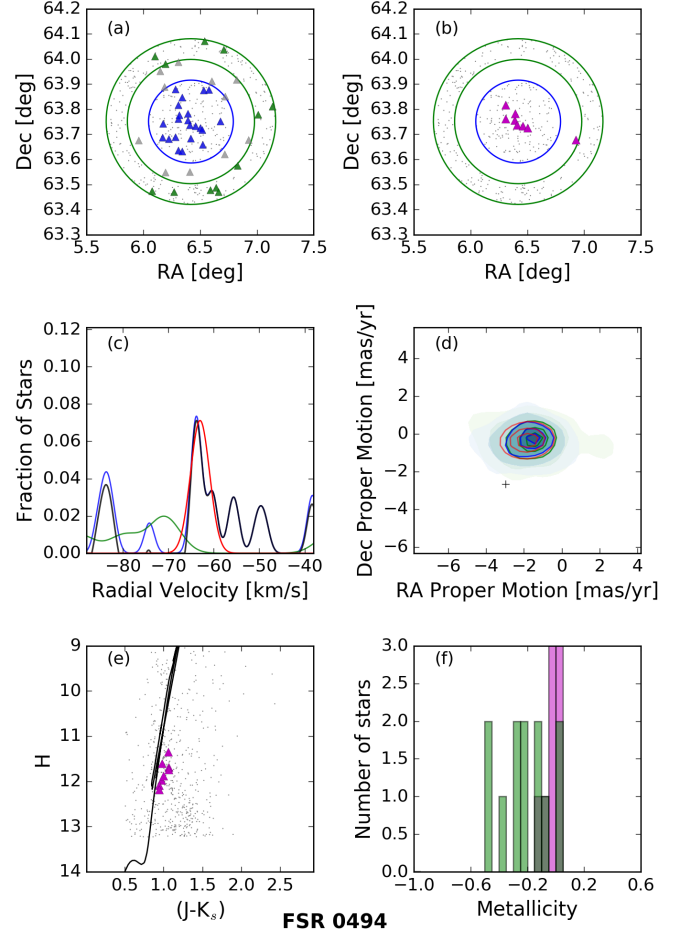 64.2
64.1
64.0
63.9
63.8
63.7
63.6
63.5
63.4
63.3
Dec [deg]
(a)
5.5 6.0 6.5 7.0 7.5
RA [deg]
64.2
64.1
64.0
63.9
63.8
63.7
63.6
63.5
63.4
63.3
Dec [deg]
(b)
5.5 6.0 6.5 7.0 7.5
RA [deg]
0.12
0.10
0.08
0.06
0.04
0.02
0.00
Fraction of Stars
(c)
−80 −70 −60 −50 −40
Radial Velocity [km/s]
4
2
0
−2
−4
−6
Dec Proper Motion [mas/yr]
(d)
−6 −4 −2 0 2 4
RA Proper Motion [mas/yr]
9
10
11
12
13
14
H
(e)
0.5 1.0 1.5 2.0 2.5
(J-Ks)
3.0
2.5
2.0
1.5
1.0
0.5
0.0
Number of stars
(f)
−1.0 −0.6 −0.2 0.2 0.6
Metallicity
FSR 0494